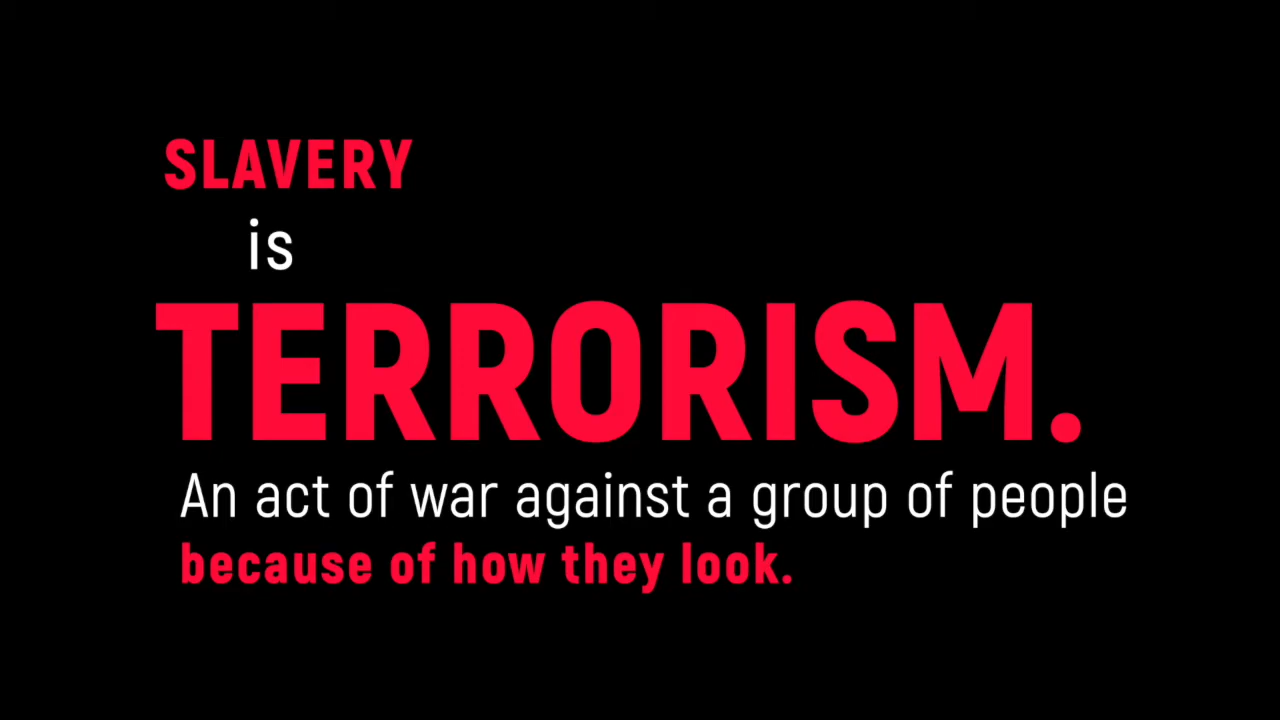 SLAVERY
is
TERRORISM.
An act of war against a group of people
because of how they look.